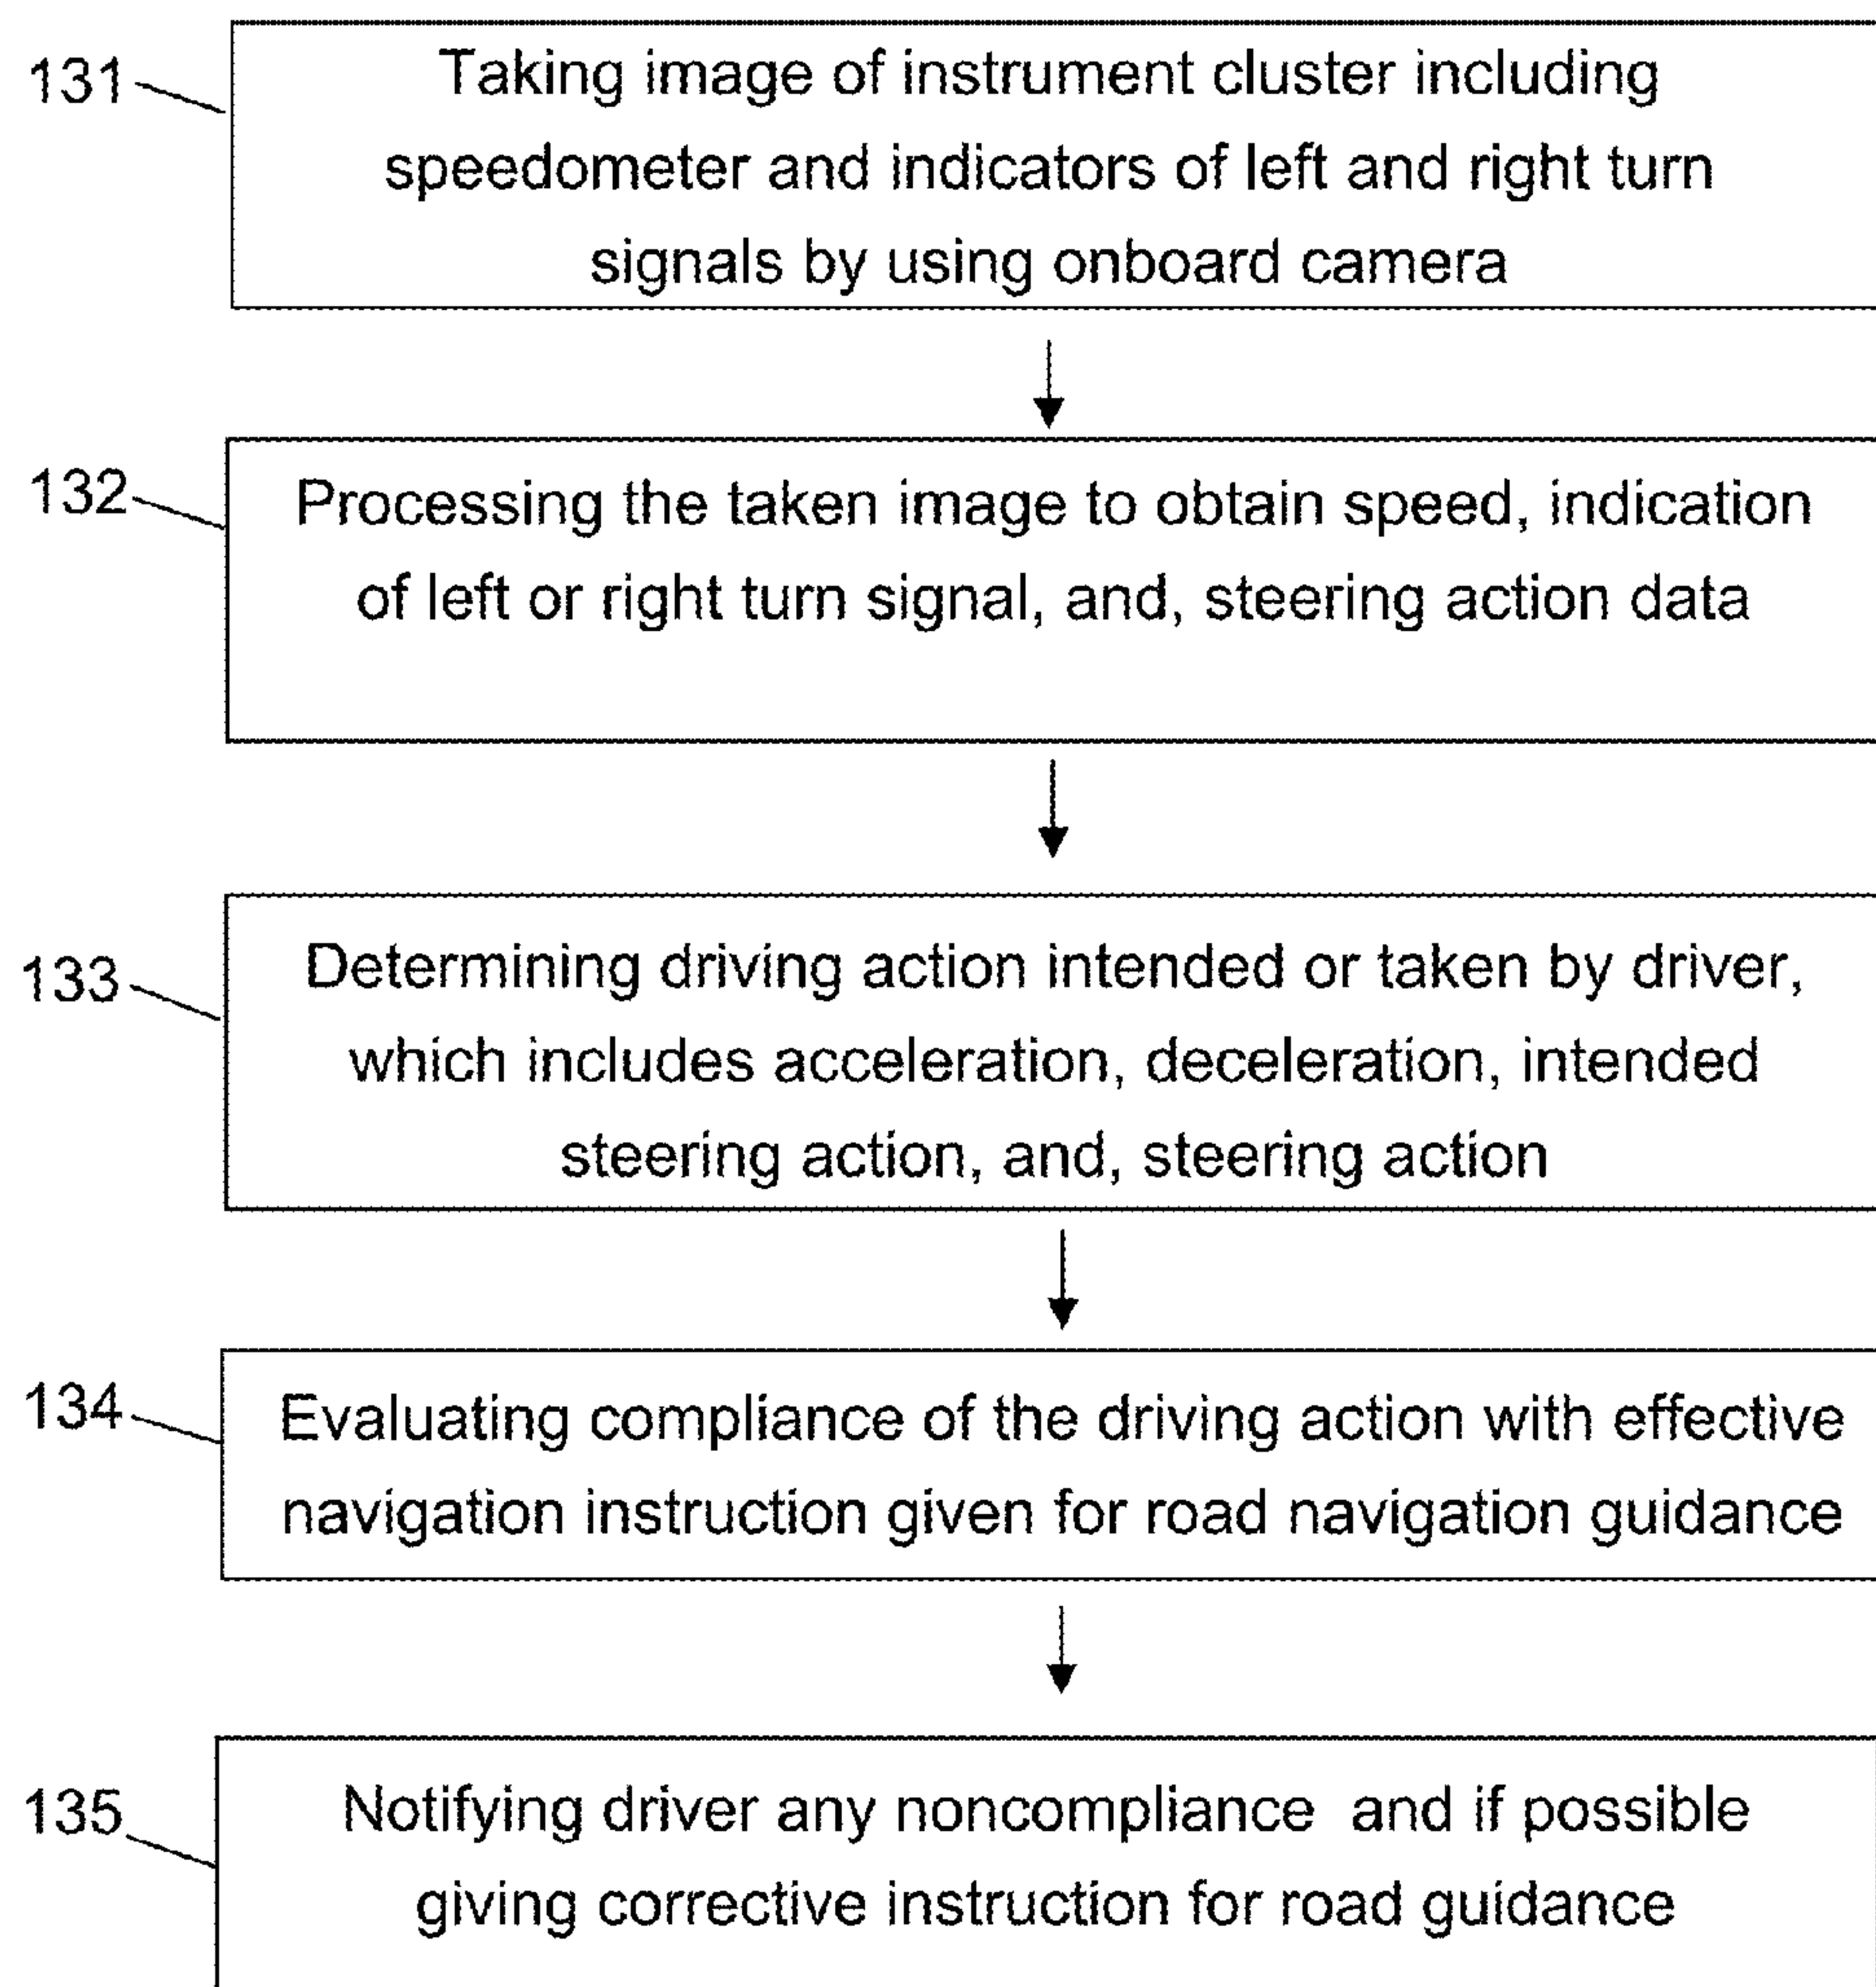 131
Taking image of instrument cluster including
speedometer and indicators of left and right turn
signals by using onboard camera
132
Processing the taken image to obtain speed, indication
of left or right turn signal, and, steering action data
133
Determining driving action intended or taken by driver,
which includes acceleration, deceleration, intended
steering action, and, steering action
134
Evaluating compliance of the driving action with effective
navigation instruction given for road navigation guidance
135
Notifying driver any noncompliance and if possible
giving corrective instruction for road guidance